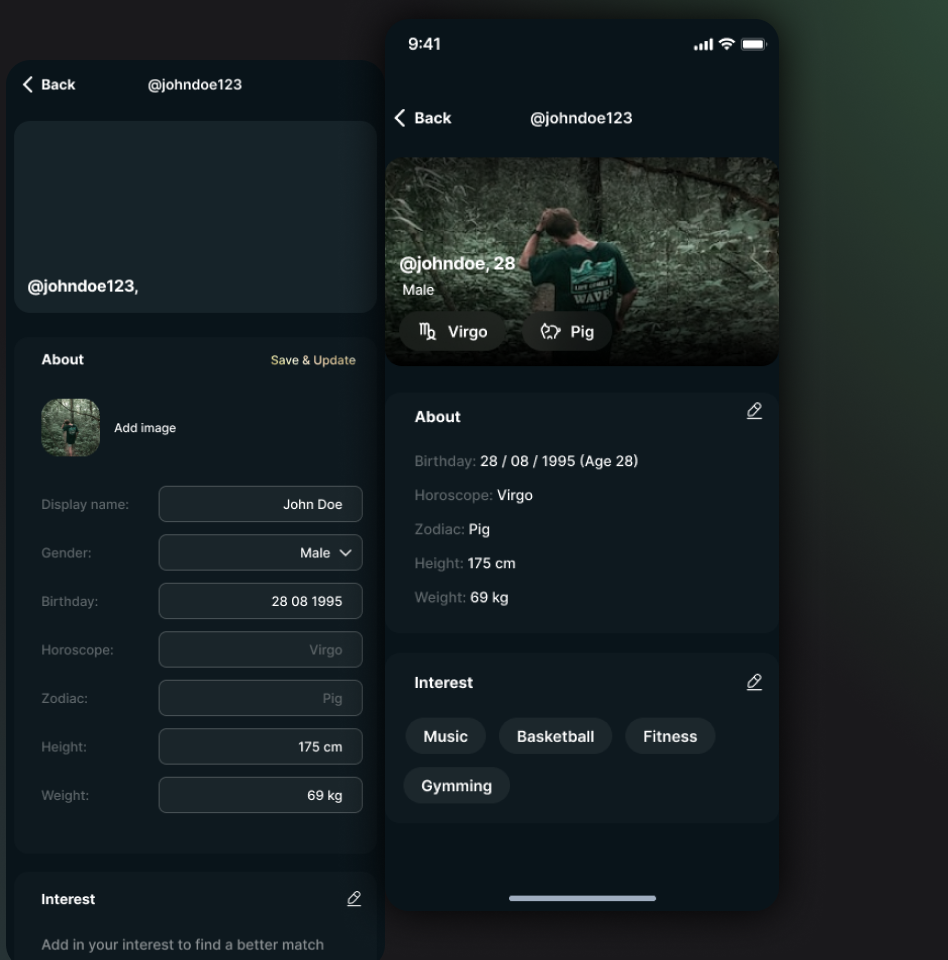 Back
@johndoe123
@johndoe123,
About
Save & Update
Add image
Display name:
John Doe
Gender:
Male
Birthday:
28 08 1995
Horoscope:
Virgo
Zodiac:
Pig
Height:
175 cm
Weight:
69 kg
Interest
Add in your interest to find a better match
9:41
Back
@johndoe123
@johndoe, 28
Male
Virgo
Pig
WAVE
About
Birthday: 28 / 08 / 1995 (Age 28)
Horoscope: Virgo
Zodiac: Pig
Height: 175 cm
Weight: 69 kg
Interest
Music
Basketball
Fitness
Gymming